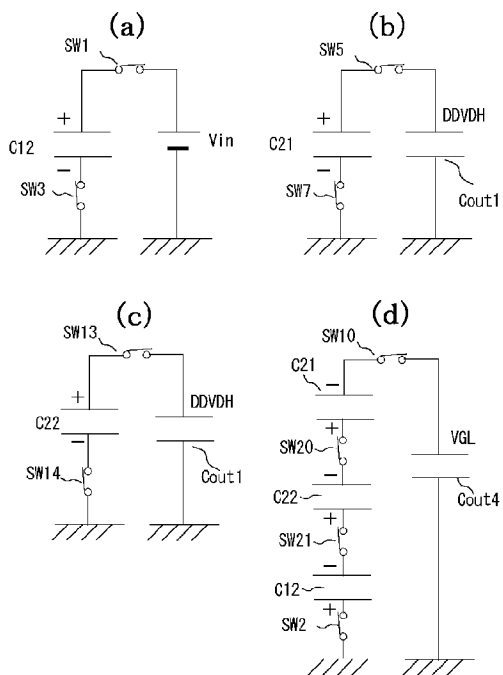 (a)
SW1
+
C12
−
SW3
Vin
(b)
SW5
+
C21
−
SW7
DDVDH
Cout1
(c)
SW13
+
C22
−
SW14
DDVDH
Cout1
(d)
SW10
C21
−
+
SW20
−
C22
+
SW21
−
C12
+
SW2
VGL
Cout4